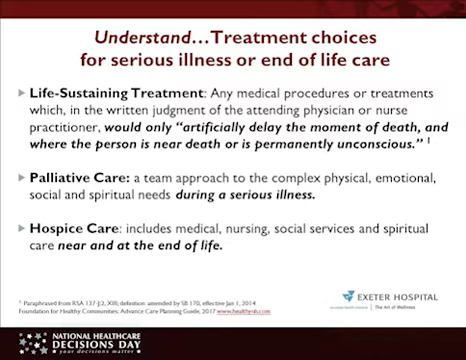 Understand…Treatment choices
for serious illness or end of life care
Life-Sustaining Treatment: Any medical procedures or treatments
which, in the written judgment of the attending physician or nurse
practitioner, would only “artificially delay the moment of death, and
where the person is near death or is permanently unconscious.” 1
Palliative Care: a team approach to the complex physical, emotional,
social and spiritual needs during a serious illness.
Hospice Care: includes medical, nursing, social services and spiritual
care near and at the end of life.
1 Paraphrased from RSA 137-J:2, XIII; definition amended by SB 170, effective Jan 1, 2014
Foundation for Healthy Communities: Advance Care Planning Guide, 2017 www.healthynh.com
EXETER HOSPITAL
The Art of Wellness
NATIONAL HEALTHCARE
DECISIONS DAY
your decisions matter